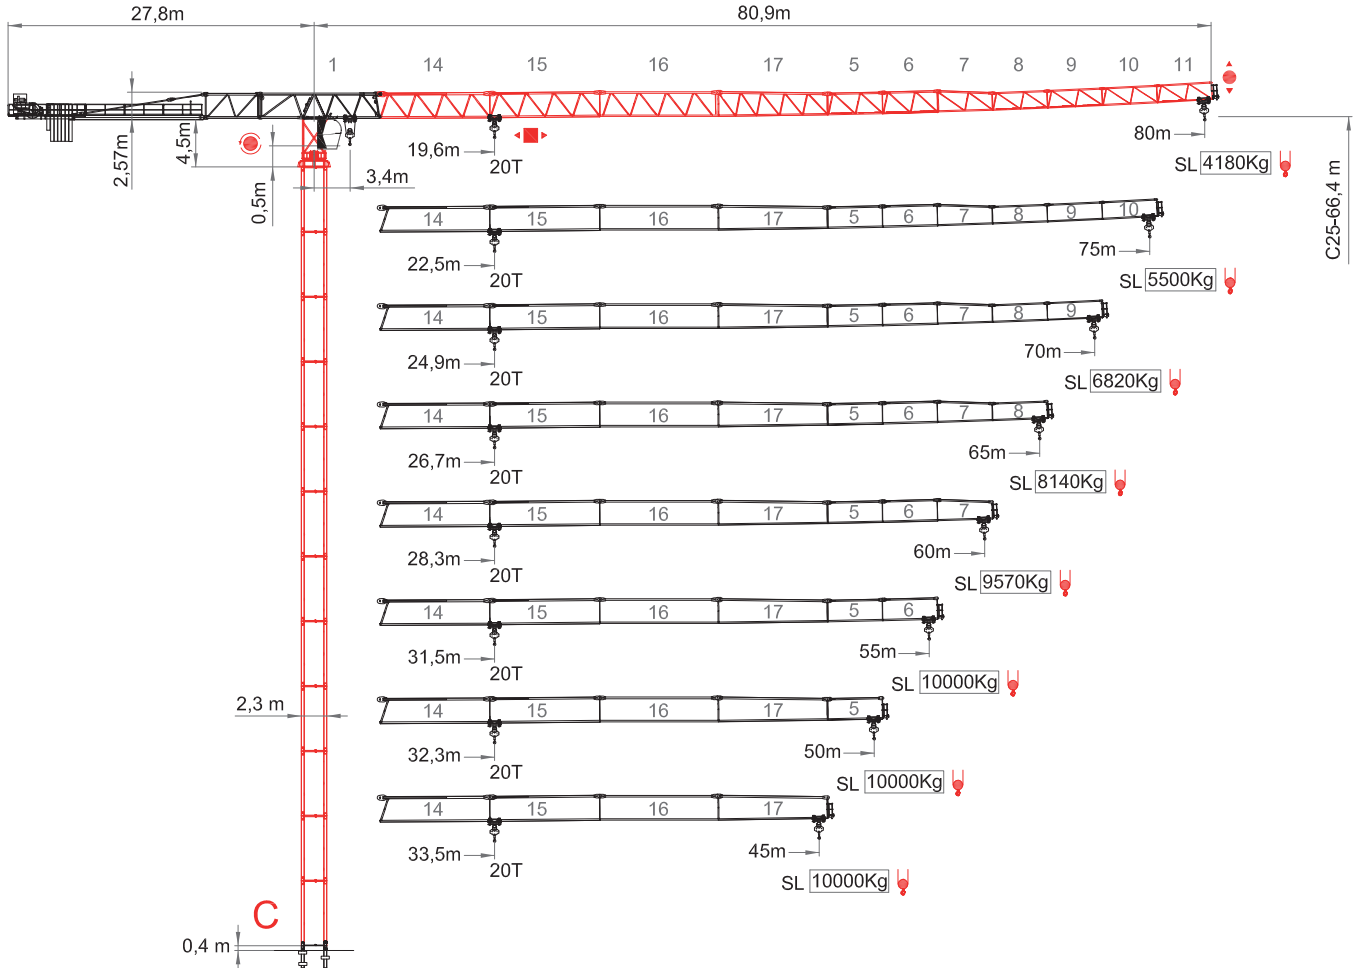 27,8m 80,9m
1 14 15 16 17 5 6 7 8 9 10 11
2,57m
4,5m
0,5m
3,4m
19,6m
20T
80m
SL 4180Kg
C25-66,4 m
14 15 16 17 5 6 7 8 9 10
22,5m
20T
75m
SL 5500Kg
14 15 16 17 5 6 7 8 9
24,9m
20T
70m
SL 6820Kg
14 15 16 17 5 6 7 8
26,7m
20T
65m
SL 8140Kg
14 15 16 17 5 6 7
28,3m
20T
60m
SL 9570Kg
14 15 16 17 5 6
31,5m
20T
55m
SL 10000Kg
2,3 m
14 15 16 17 5
32,3m
20T
50m
SL 10000Kg
14 15 16 17
33,5m
20T
45m
SL 10000Kg
C
0,4 m